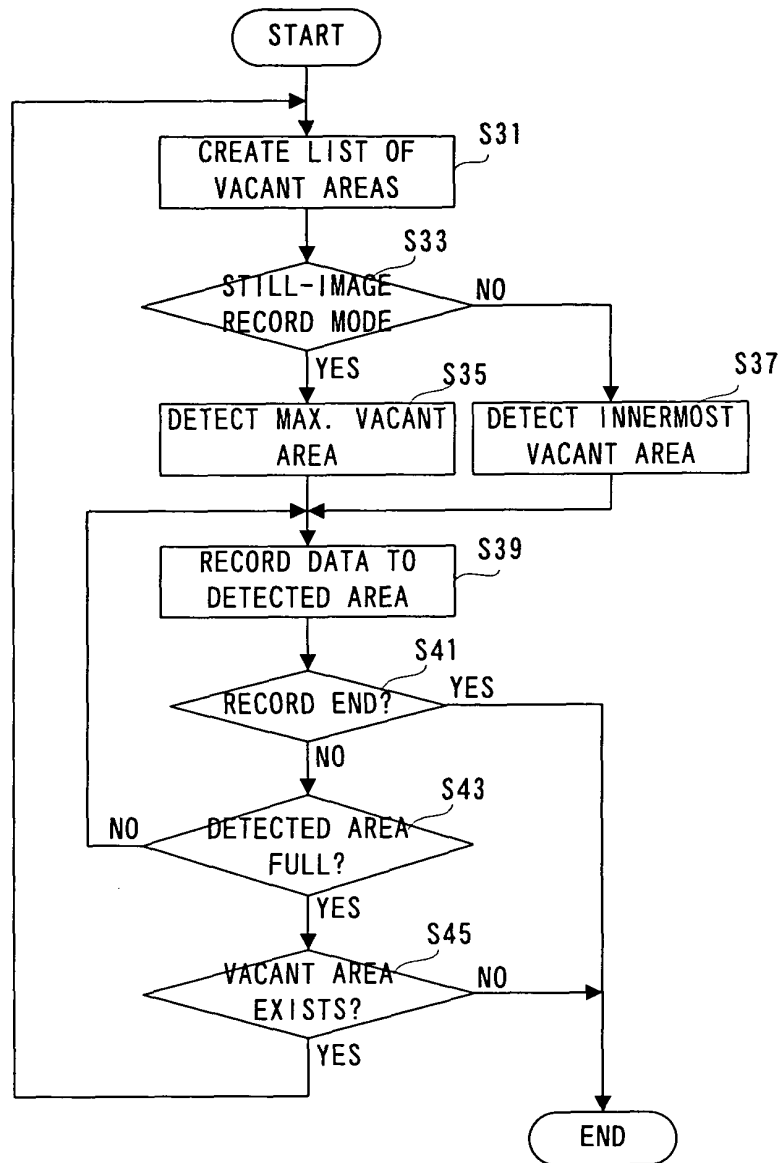 START
S31
CREATE LIST OF
VACANT AREAS
S33
STILL-IMAGE
RECORD MODE
NO
YES
S35
S37
DETECT MAX. VACANT
AREA
DETECT INNERMOST
VACANT AREA
S39
RECORD DATA TO
DETECTED AREA
S41
RECORD END?
YES
NO
S43
NO
DETECTED AREA
FULL?
YES
S45
VACANT AREA
EXISTS?
NO
YES
END